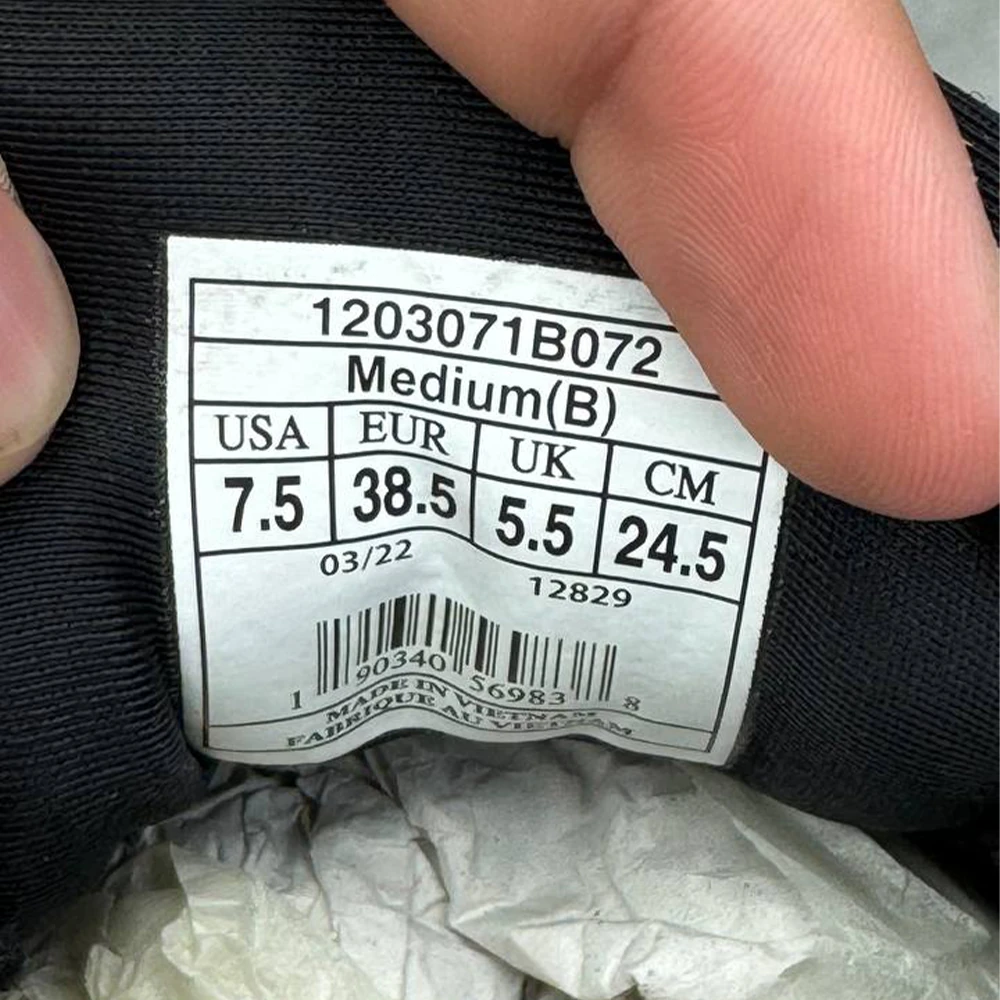 1203071B072
Medium(B)
USA EUR UK CM
7.5 38.5 5.5 24.5
03/22 12829
1 90340 56983 8
MADE IN VIETNAM
FABRIQUE AU VIETNAM